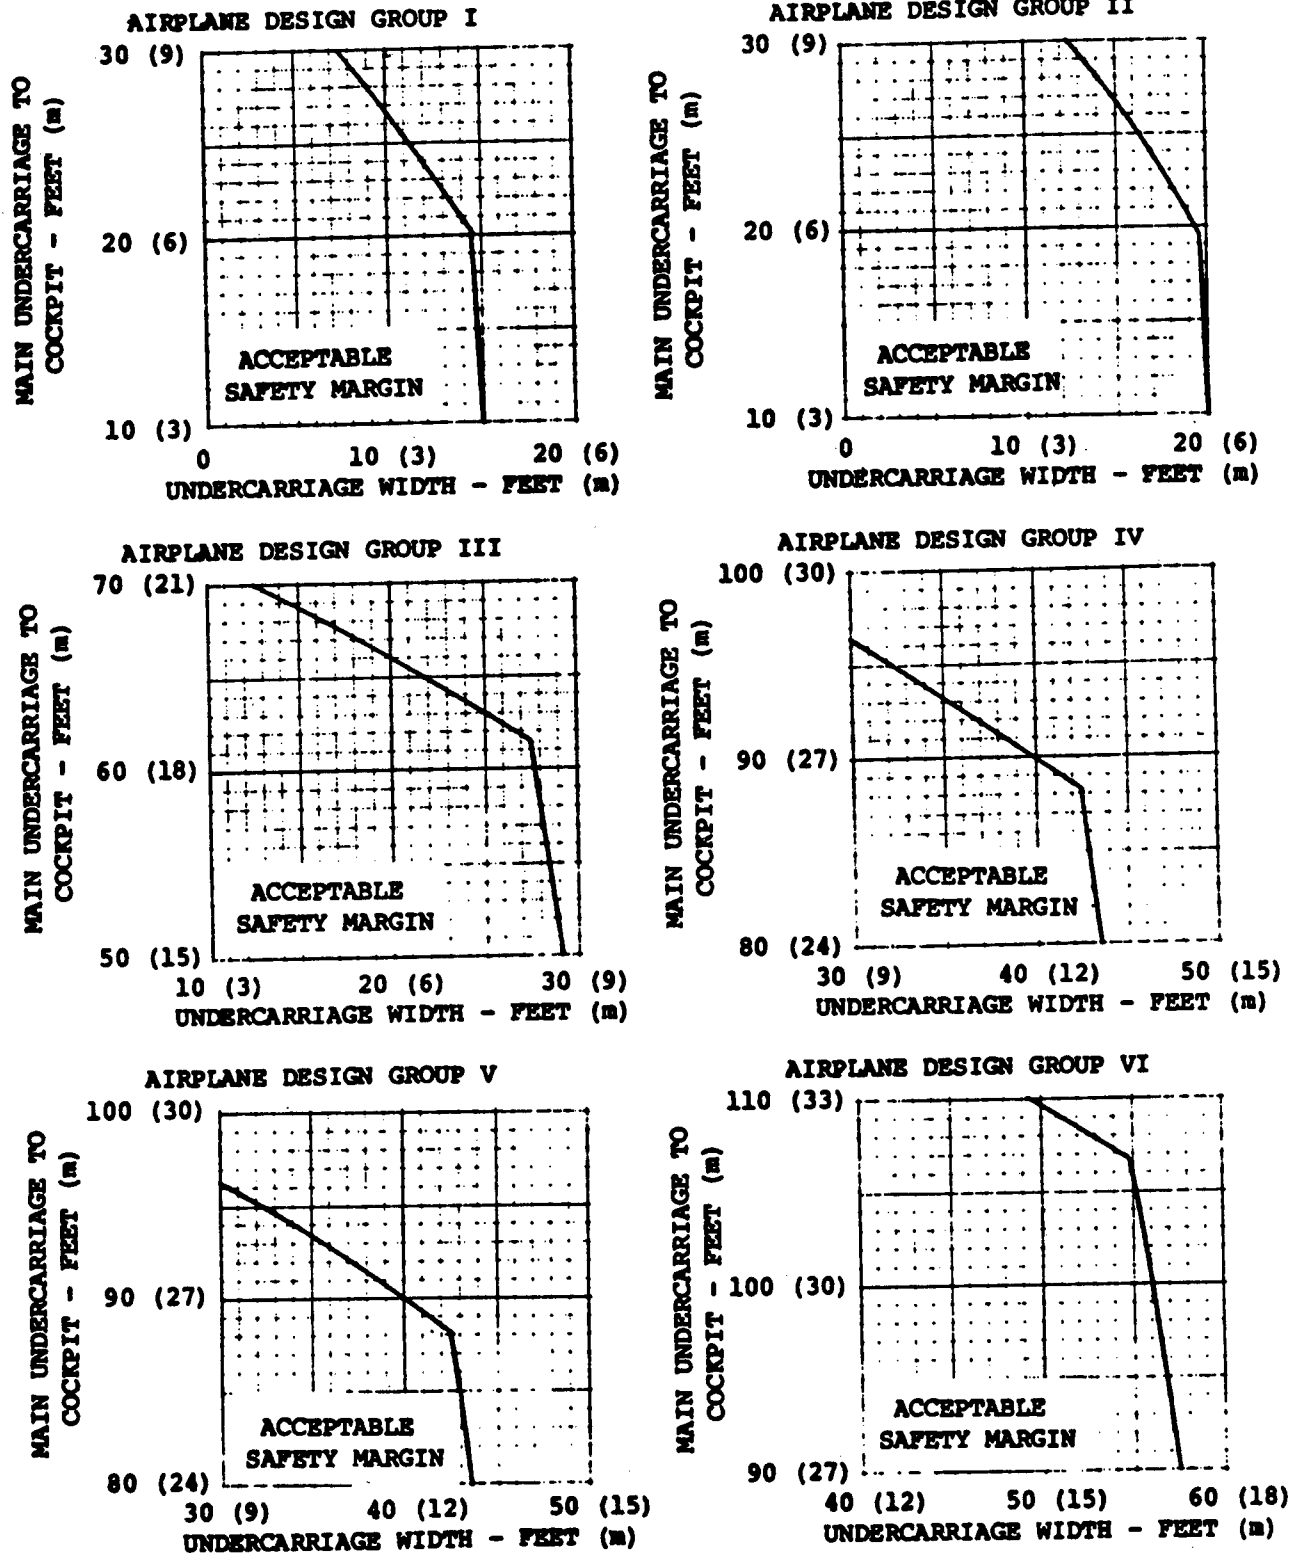 AIRPLANE DESIGN GROUP I
30 (9)
20 (6)
10 (3)
MAIN UNDERCARRIAGE TO
COCKPIT - FEET (m)
ACCEPTABLE
SAFETY MARGIN
0 10 (3) 20 (6)
UNDERCARRIAGE WIDTH - FEET (m)
AIRPLANE DESIGN GROUP II
30 (9)
20 (6)
10 (3)
MAIN UNDERCARRIAGE TO
COCKPIT - FEET (m)
ACCEPTABLE
SAFETY MARGIN
0 10 (3) 20 (6)
UNDERCARRIAGE WIDTH - FEET (m)
AIRPLANE DESIGN GROUP III
70 (21)
60 (18)
50 (15)
MAIN UNDERCARRIAGE TO
COCKPIT - FEET (m)
ACCEPTABLE
SAFETY MARGIN
10 (3) 20 (6) 30 (9)
UNDERCARRIAGE WIDTH - FEET (m)
AIRPLANE DESIGN GROUP IV
100 (30)
90 (27)
80 (24)
MAIN UNDERCARRIAGE TO
COCKPIT - FEET (m)
ACCEPTABLE
SAFETY MARGIN
30 (9) 40 (12) 50 (15)
UNDERCARRIAGE WIDTH - FEET (m)
AIRPLANE DESIGN GROUP V
100 (30)
90 (27)
80 (24)
MAIN UNDERCARRIAGE TO
COCKPIT - FEET (m)
ACCEPTABLE
SAFETY MARGIN
30 (9) 40 (12) 50 (15)
UNDERCARRIAGE WIDTH - FEET (m)
AIRPLANE DESIGN GROUP VI
110 (33)
100 (30)
90 (27)
MAIN UNDERCARRIAGE TO
COCKPIT - FEET (m)
ACCEPTABLE
SAFETY MARGIN
40 (12) 50 (15) 60 (18)
UNDERCARRIAGE WIDTH - FEET (m)